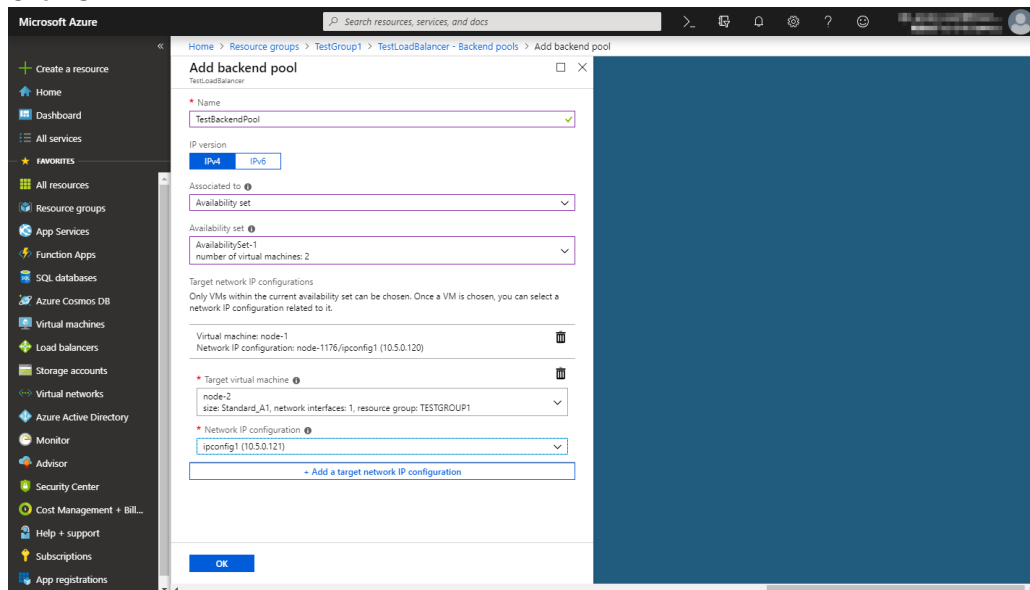 Microsoft Azure
Search resources, services, and docs
Home > Resource groups > TestGroup1 > TestLoadBalancer - Backend pools > Add backend pool
Create a resource
Home
Dashboard
All services
FAVORITES
All resources
Resource groups
App Services
Function Apps
SQL databases
Azure Cosmos DB
Virtual machines
Load balancers
Storage accounts
Virtual networks
Azure Active Directory
Monitor
Advisor
Security Center
Cost Management + Bill...
Help + support
Subscriptions
App registrations
Add backend pool
TestLoadBalancer
* Name
TestBackendPool
IP version
IPv4 IPv6
Associated to
Availability set
Availability set
AvailabilitySet-1
number of virtual machines: 2
Target network IP configurations
Only VMs within the current availability set can be chosen. Once a VM is chosen, you can select a
network IP configuration related to it.
Virtual machine: node-1
Network IP configuration: node-1176/ipconfig1 (10.5.0.120)
* Target virtual machine
node-2
size: Standard_A1, network interfaces: 1, resource group: TESTGROUP1
* Network IP configuration
ipconfig1 (10.5.0.121)
+ Add a target network IP configuration
OK